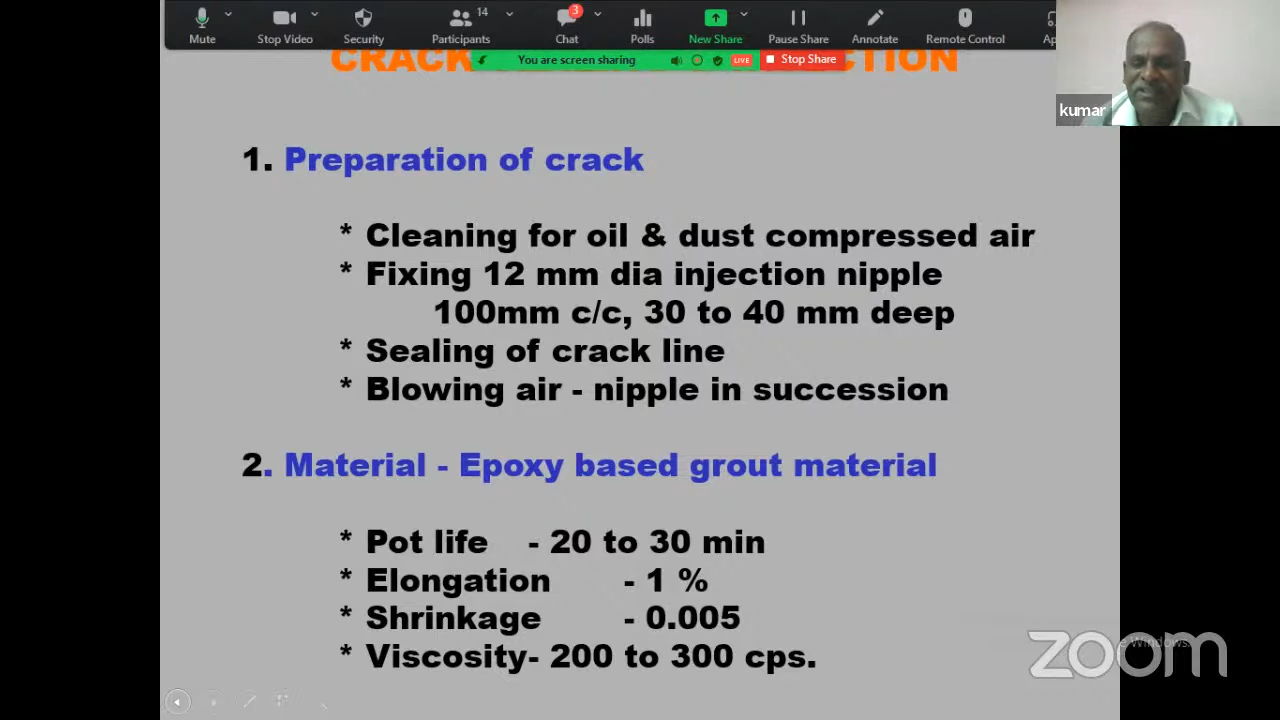 14
3
Mute
Stop Video
Security
Participants
Chat
Polls
New Share
Pause Share
Annotate
Remote Control
You are screen sharing
LIVE
Stop Share
kumar
CRACK CTION
1. Preparation of crack
* Cleaning for oil & dust compressed air
* Fixing 12 mm dia injection nipple
100mm c/c, 30 to 40 mm deep
* Sealing of crack line
* Blowing air - nipple in succession
2. Material - Epoxy based grout material
* Pot life - 20 to 30 min
* Elongation - 1 %
* Shrinkage - 0.005
* Viscosity- 200 to 300 cps.
zoom